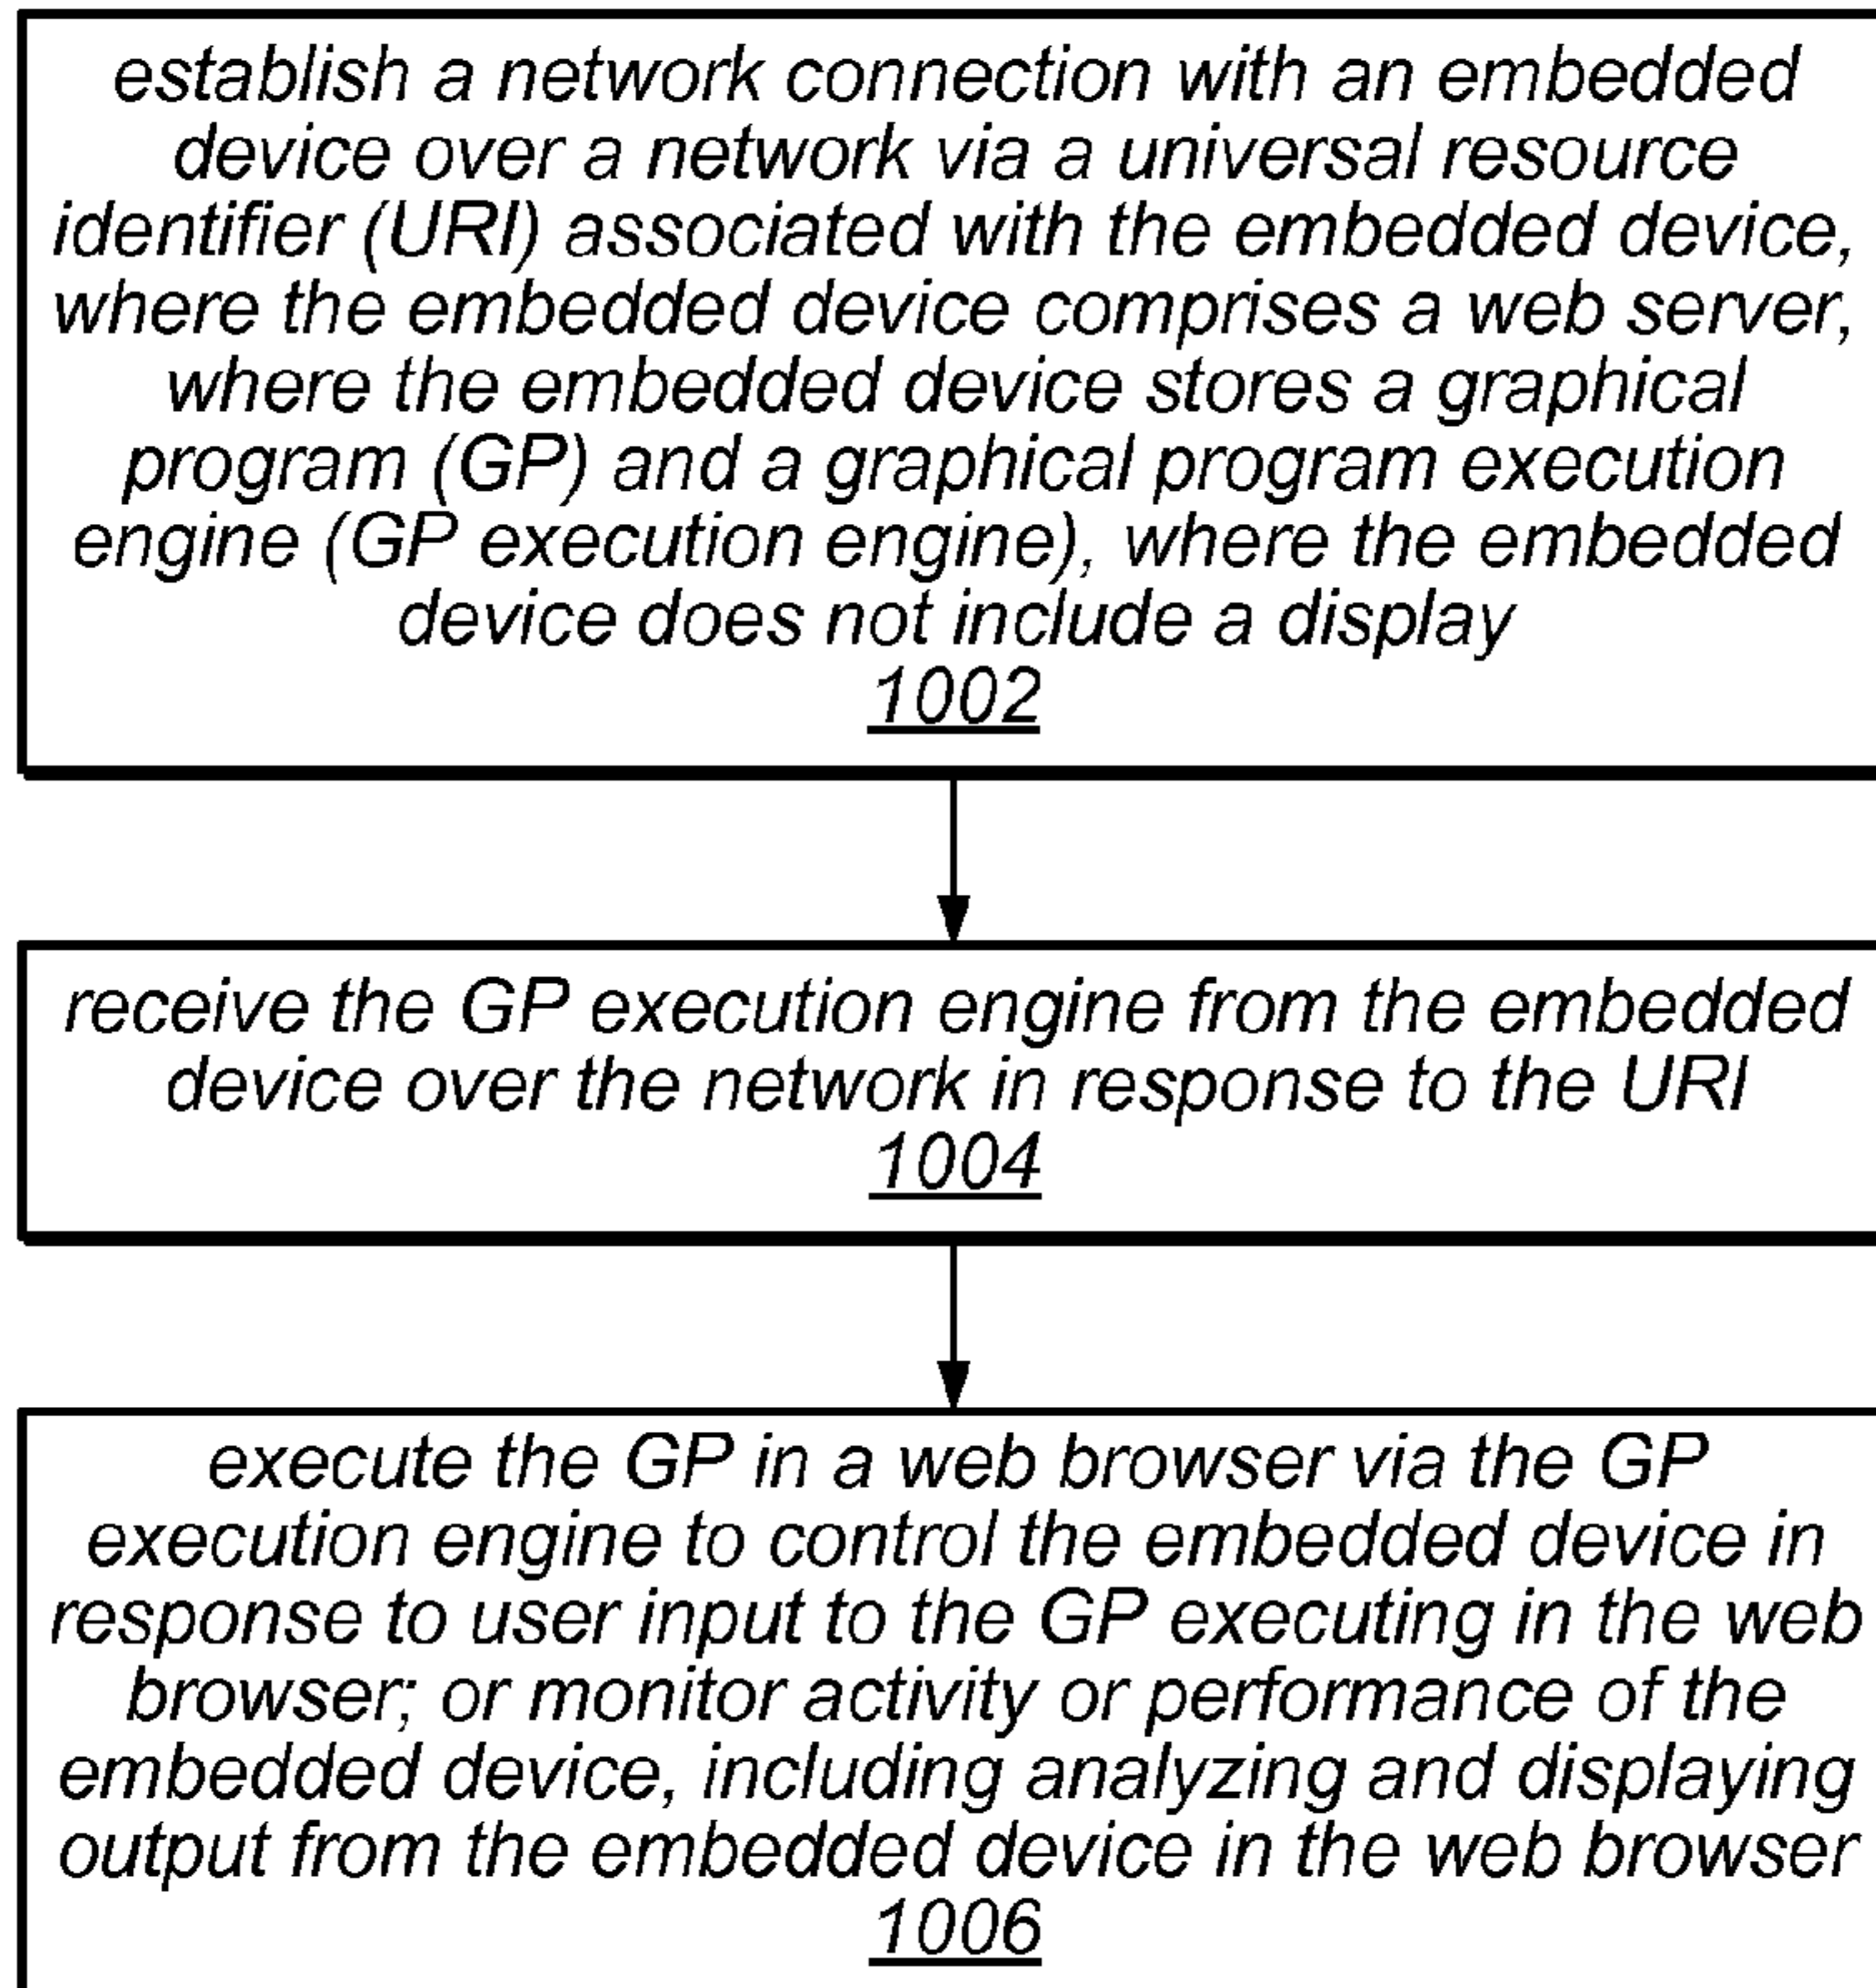 establish a network connection with an embedded
device over a network via a universal resource
identifier (URI) associated with the embedded device,
where the embedded device comprises a web server,
where the embedded device stores a graphical
program (GP) and a graphical program execution
engine (GP execution engine), where the embedded
device does not include a display
1002
receive the GP execution engine from the embedded
device over the network in response to the URI
1004
execute the GP in a web browser via the GP
execution engine to control the embedded device in
response to user input to the GP executing in the web
browser; or monitor activity or performance of the
embedded device, including analyzing and displaying
output from the embedded device in the web browser
1006